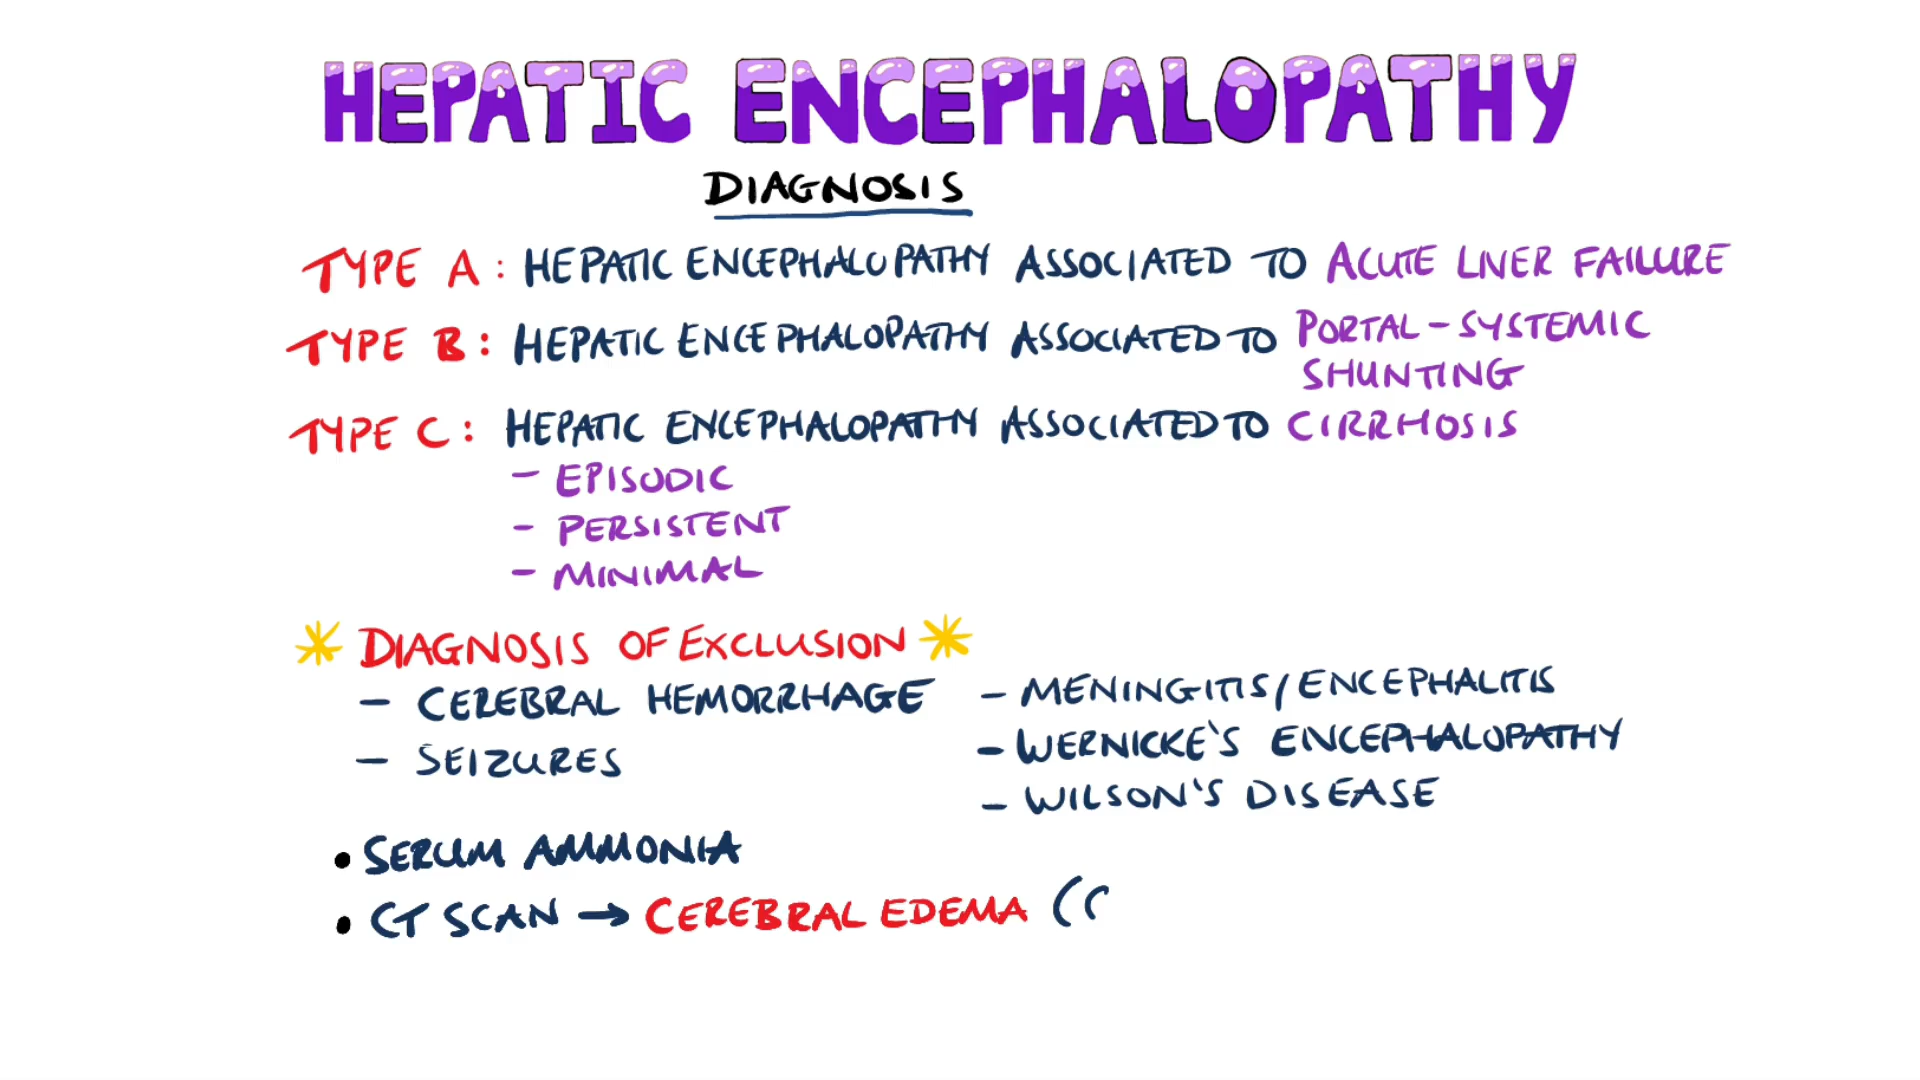 HEPATIC ENCEPHALOPATHY
DIAGNOSIS
TYPE A: HEPATIC ENCEPHALOPATHY ASSOCIATED TO ACUTE LIVER FAILURE
TYPE B: HEPATIC ENCEPHALOPATHY ASSOCIATED TO PORTAL-SYSTEMIC
SHUNTING
TYPE C: HEPATIC ENCEPHALOPATHY ASSOCIATED TO CIRRHOSIS
- EPISODIC
- PERSISTENT
- MINIMAL
* DIAGNOSIS OF EXCLUSION *
- CEREBRAL HEMORRHAGE
- SEIZURES
- MENINGITIS/ENCEPHALITIS
- WERNICKE'S ENCEPHALOPATHY
- WILSON'S DISEASE
• SERUM AMMONIA
• CT SCAN → CEREBRAL EDEMA (